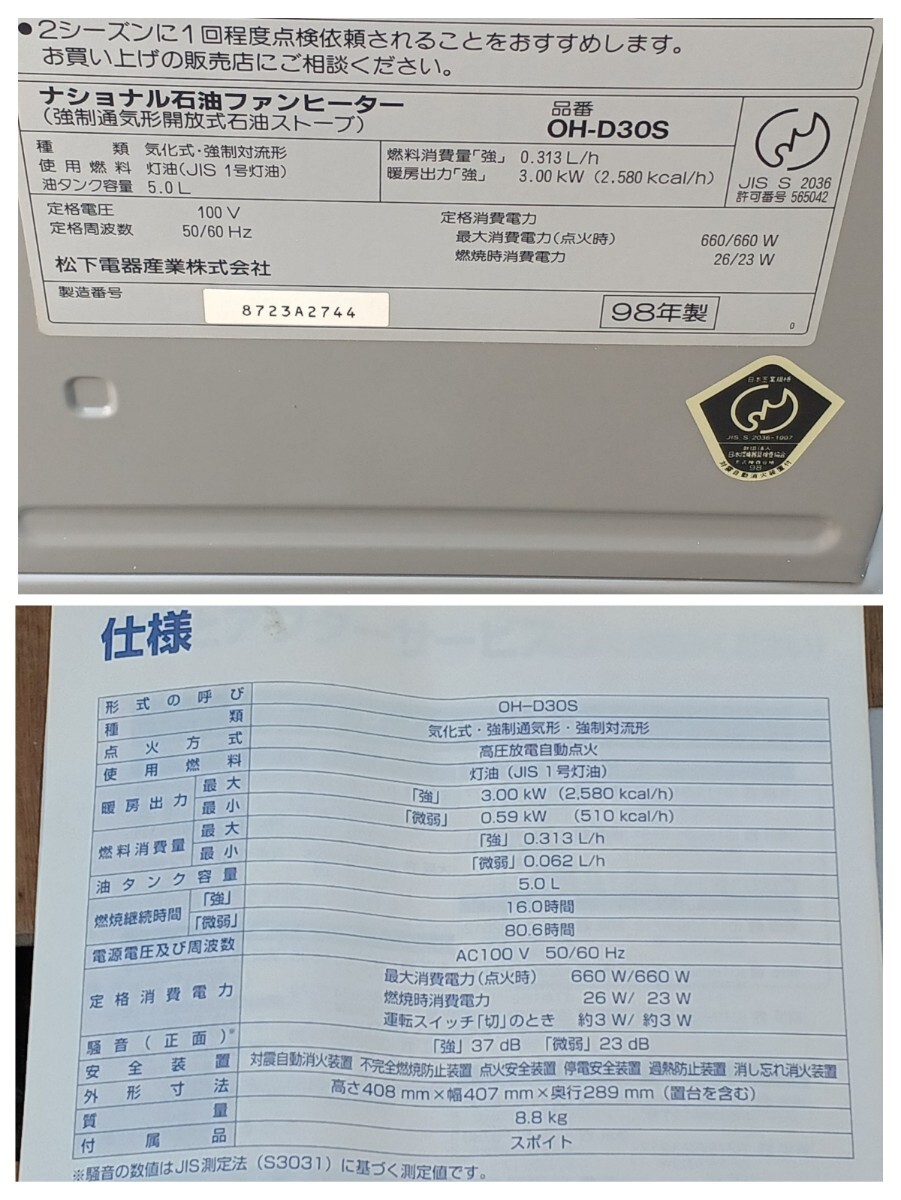 ●2シーズンに1回程度点検依頼されることをおすすめします。
お買い上げの販売店にご相談ください。
ナショナル石油ファンヒーター
(強制通気形開放式石油ストーブ)
品番
OH-D30S
種類 気化式・強制対流形
使用燃料 灯油(JIS 1号灯油)
油タンク容量 5.0 L
燃料消費量「強」 0.313 L/h
暖房出力「強」 3.00 kW (2,580 kcal/h)
JIS S 2036
許可番号 565042
定格電圧 100 V
定格周波数 50/60 Hz
定格消費電力
最大消費電力(点火時) 660/660 W
燃焼時消費電力 26/23 W
松下電器産業株式会社
製造番号
8723A2744
98年製
0
JIS S 2036-1997
98
対震自動消火装置付
仕様
形式の呼び OH-D30S
種類 気化式・強制通気形・強制対流形
点火方式 高圧放電自動点火
使用燃料 灯油(JIS 1号灯油)
暖房出力 最大 「強」 3.00 kW (2,580 kcal/h)
最小 「微弱」 0.59 kW (510 kcal/h)
燃料消費量 最大 「強」 0.313 L/h
最小 「微弱」 0.062 L/h
油タンク容量 5.0 L
燃焼継続時間 「強」 16.0時間
「微弱」 80.6時間
電源電圧及び周波数 AC100 V 50/60 Hz
定格消費電力 最大消費電力(点火時) 660 W/660 W
燃焼時消費電力 26 W/ 23 W
運転スイッチ「切」のとき 約3 W/ 約3 W
騒音(正面)※ 「強」37 dB 「微弱」23 dB
安全装置 対震自動消火装置 不完全燃焼防止装置 点火安全装置 停電安全装置 過熱防止装置 消し忘れ消火装置
外形寸法 高さ408 mm×幅407 mm×奥行289 mm(置台を含む)
質量 8.8 kg
付属品 スポイト
※騒音の数値はJIS測定法(S3031)に基づく測定値です。